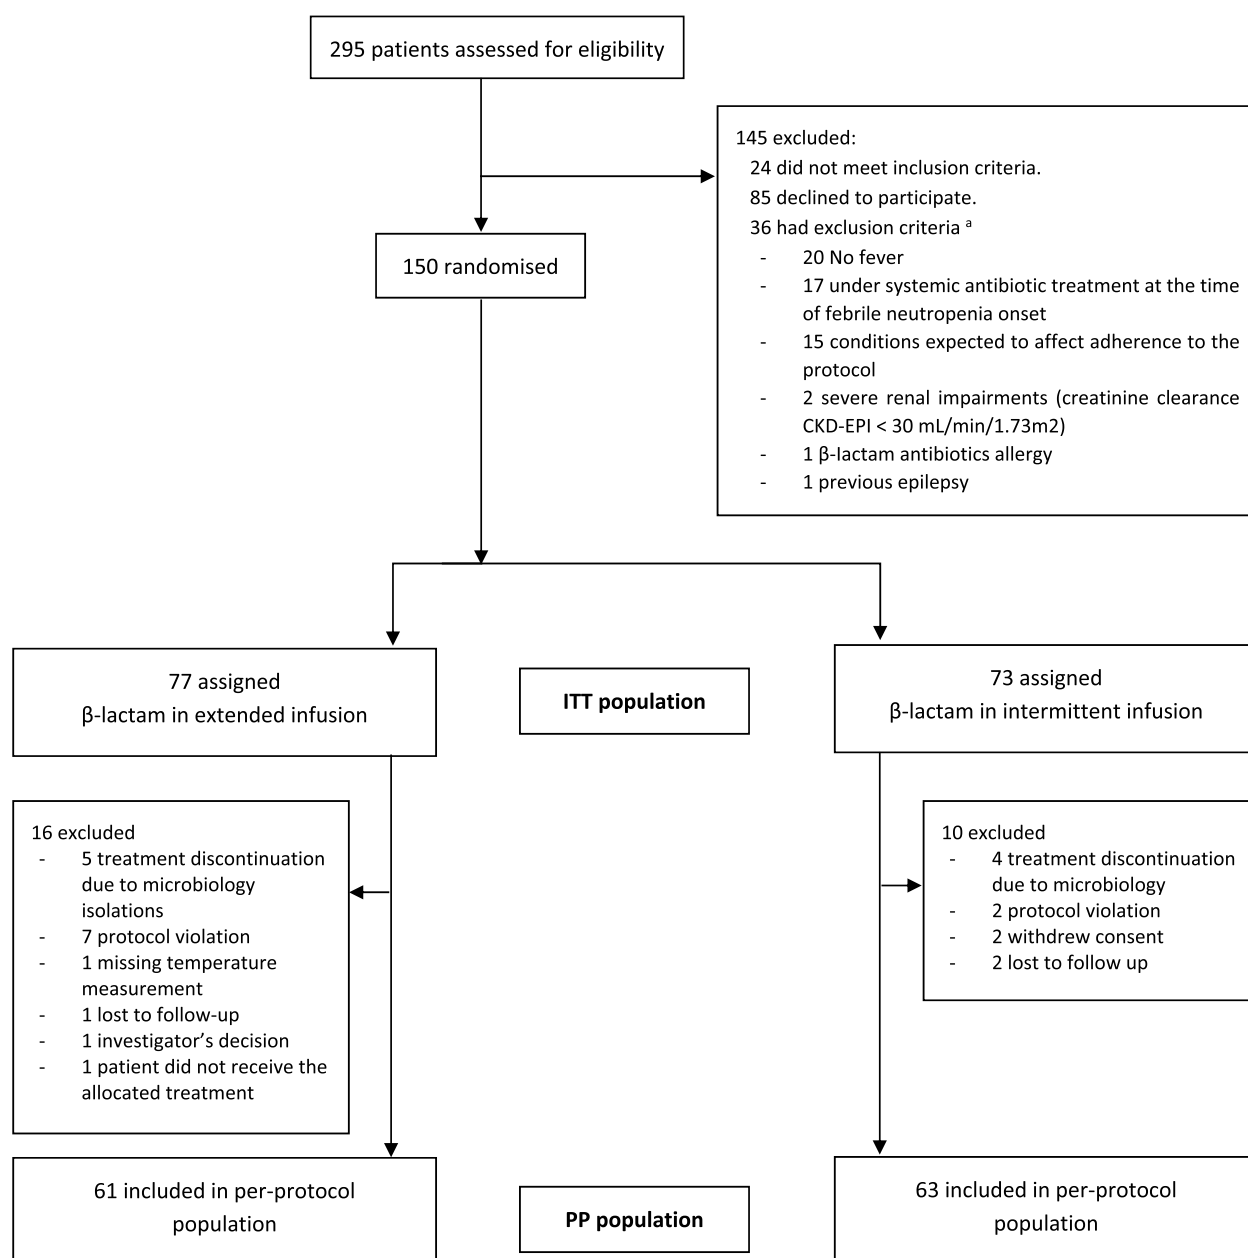 295 patients assessed for eligibility
145 excluded:
24 did not meet inclusion criteria.
85 declined to participate.
36 had exclusion criteria ᵃ
- 20 No fever
- 17 under systemic antibiotic treatment at the time
of febrile neutropenia onset
- 15 conditions expected to affect adherence to the
protocol
- 2 severe renal impairments (creatinine clearance
CKD-EPI < 30 mL/min/1.73m2)
- 1 β-lactam antibiotics allergy
- 1 previous epilepsy
150 randomised
77 assigned
β-lactam in extended infusion
ITT population
73 assigned
β-lactam in intermittent infusion
16 excluded
- 5 treatment discontinuation
due to microbiology
isolations
- 7 protocol violation
- 1 missing temperature
measurement
- 1 lost to follow-up
- 1 investigator’s decision
- 1 patient did not receive the
allocated treatment
10 excluded
- 4 treatment discontinuation
due to microbiology
- 2 protocol violation
- 2 withdrew consent
- 2 lost to follow up
61 included in per-protocol
population
PP population
63 included in per-protocol
population